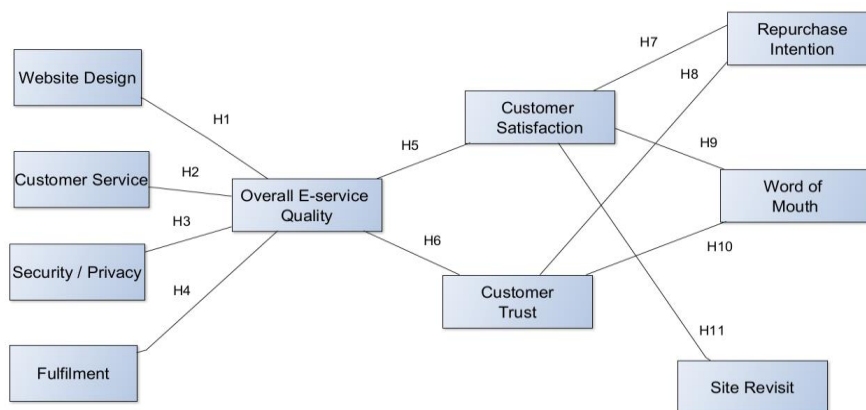 Website Design
Customer Service
Security / Privacy
Fulfilment
H1
H2
H3
H4
Overall E-service
Quality
H5
H6
Customer
Satisfaction
Customer
Trust
H7
H8
H9
H10
H11
Repurchase
Intention
Word of
Mouth
Site Revisit